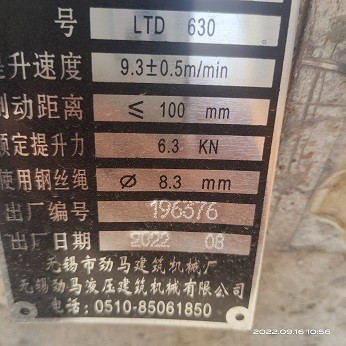 号 LTD 630
提升速度 9.3±0.5m/min
制动距离 ≤ 100 mm
额定提升力 6.3 KN
使用钢丝绳 Ø 8.3 mm
出厂编号 196376
出厂日期 2022 08
无锡市劲马建筑机械厂
无锡劲马液压建筑机械有限公司
电话：0510-85061850
2022.09.16 10:56